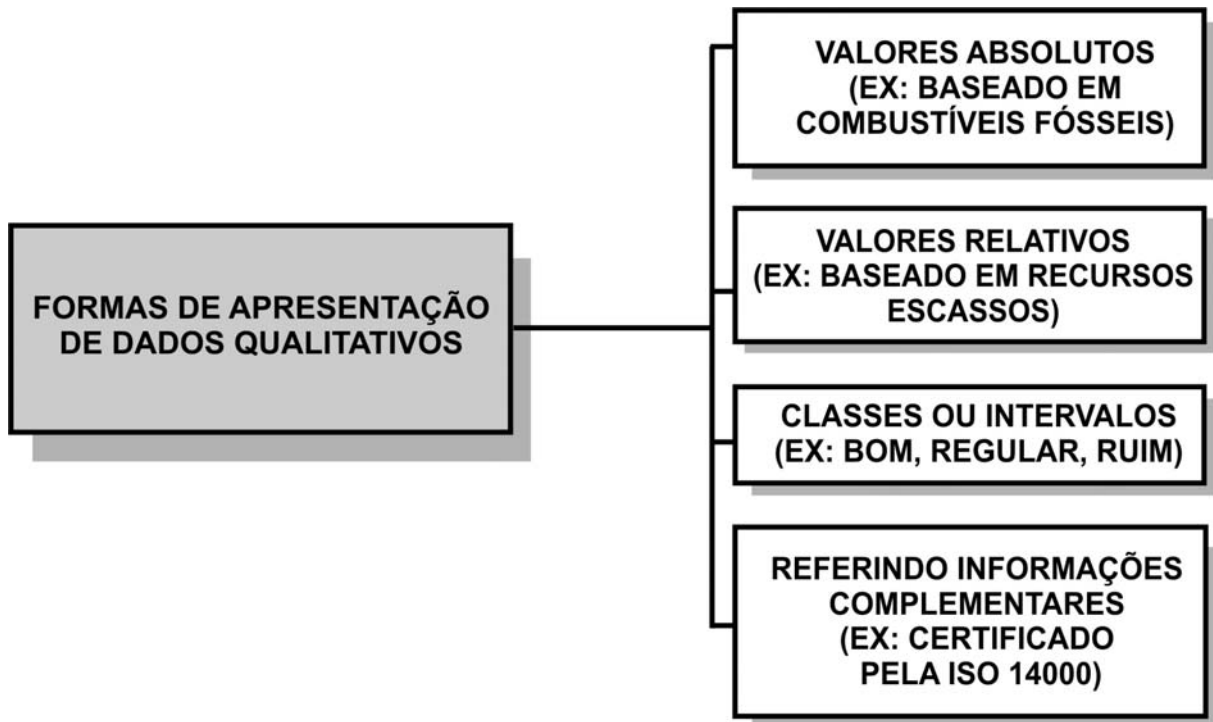 FORMAS DE APRESENTAÇÃO
DE DADOS QUALITATIVOS
VALORES ABSOLUTOS
(EX: BASEADO EM
COMBUSTÍVEIS FÓSSEIS)
VALORES RELATIVOS
(EX: BASEADO EM RECURSOS
ESCASSOS)
CLASSES OU INTERVALOS
(EX: BOM, REGULAR, RUIM)
REFERINDO INFORMAÇÕES
COMPLEMENTARES
(EX: CERTIFICADO
PELA ISO 14000)